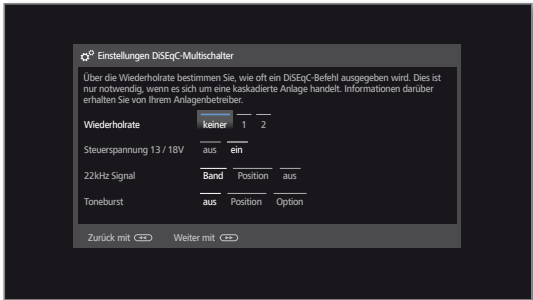 Einstellungen DiSEqC-Multischalter
Über die Wiederholrate bestimmen Sie, wie oft ein DiSEqC-Befehl ausgegeben wird. Dies ist
nur notwendig, wenn es sich um eine kaskadierte Anlage handelt. Informationen darüber
erhalten Sie von Ihrem Anlagenbetreiber.
Wiederholrate keiner 1 2
Steuerspannung 13 / 18V aus ein
22kHz Signal Band Position aus
Toneburst aus Position Option
Zurück mit Weiter mit